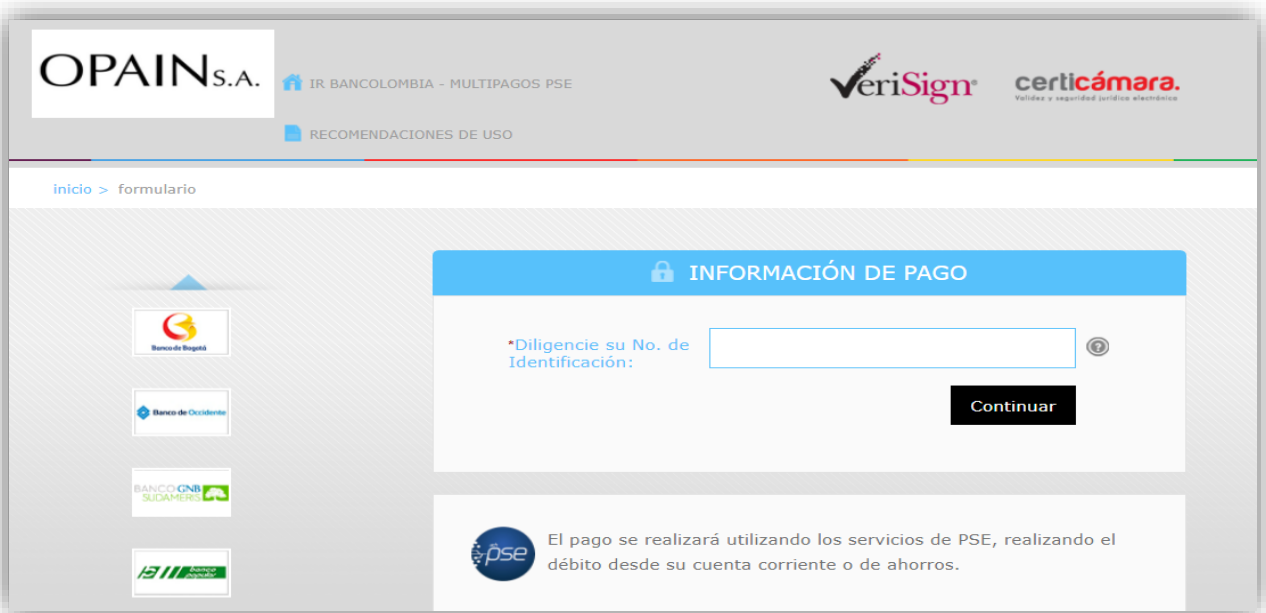 OPAIN S.A.
IR BANCOLOMBIA - MULTIPAGOS PSE
RECOMENDACIONES DE USO
VeriSign
certicámara.
Validez y seguridad jurídica electrónica
inicio > formulario
INFORMACIÓN DE PAGO
Banco de Bogotá
*Diligencie su No. de
Identificación:
?
Continuar
Banco de Occidente
BANCO GNB
SUDAMERIS
banco
popular
pse
El pago se realizará utilizando los servicios de PSE, realizando el
débito desde su cuenta corriente o de ahorros.